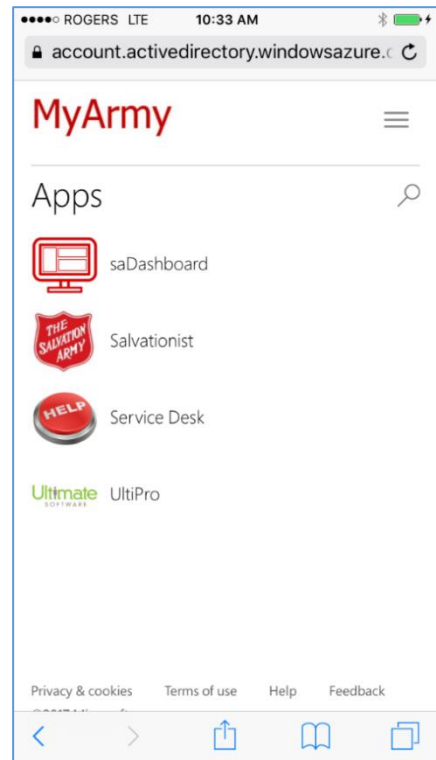 ROGERS LTE 10:33 AM
account.activedirectory.windowsazure.c
MyArmy
Apps
saDashboard
THE
SALVATION
ARMY
Salvationist
HELP
Service Desk
Ultimate
SOFTWARE
UltiPro
Privacy & cookies Terms of use Help Feedback